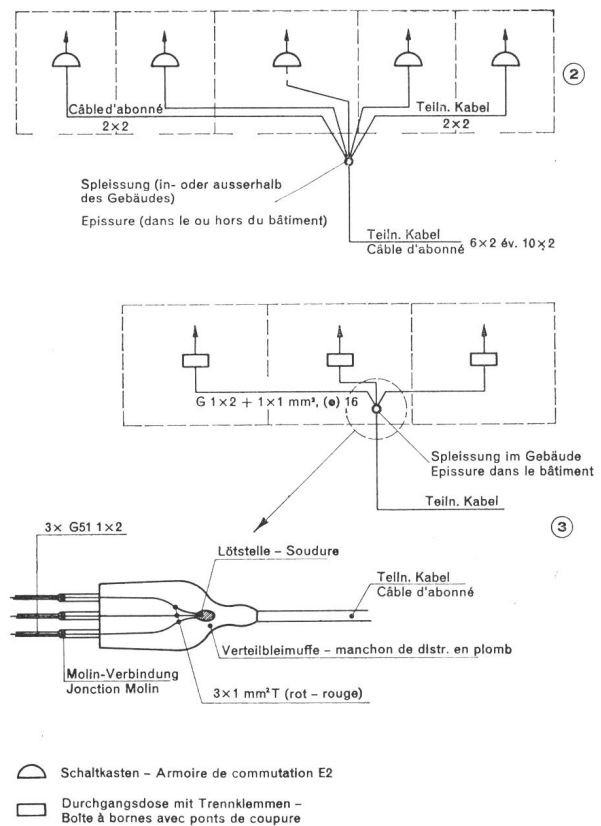 ②
Câble d'abonné
2×2
Teiln. Kabel
2×2
Spleissung (in- oder ausserhalb
des Gebäudes)
Epissure (dans le ou hors du bâtiment)
Teiln. Kabel
Câble d'abonné
6×2 év. 10×2
G 1×2 + 1×1 mm², (e) 16
Spleissung im Gebäude
Epissure dans le bâtiment
Teiln. Kabel
③
3× G51 1×2
Lötstelle – Soudure
Teiln. Kabel
Câble d'abonné
Verteilbleimuffe – manchon de distr. en plomb
Molin-Verbindung
Jonction Molin
3×1 mm²T (rot – rouge)
Schaltkasten – Armoire de commutation E2
Durchgangsdose mit Trennklemmen –
Boîte à bornes avec ponts de coupure